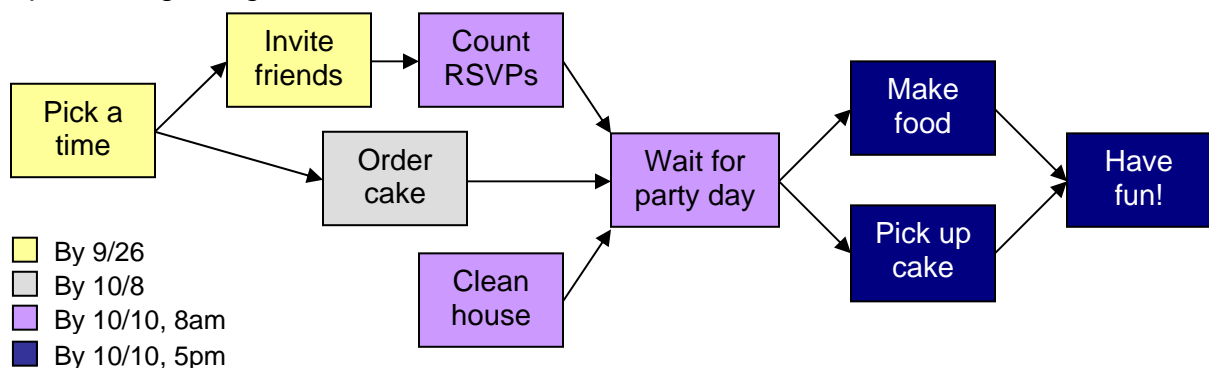 Invite
friends
Count
RSVPs
Pick a
time
Order
cake
Wait for
party day
Make
food
Have
fun!
Pick up
cake
Clean
house
By 9/26
By 10/8
By 10/10, 8am
By 10/10, 5pm